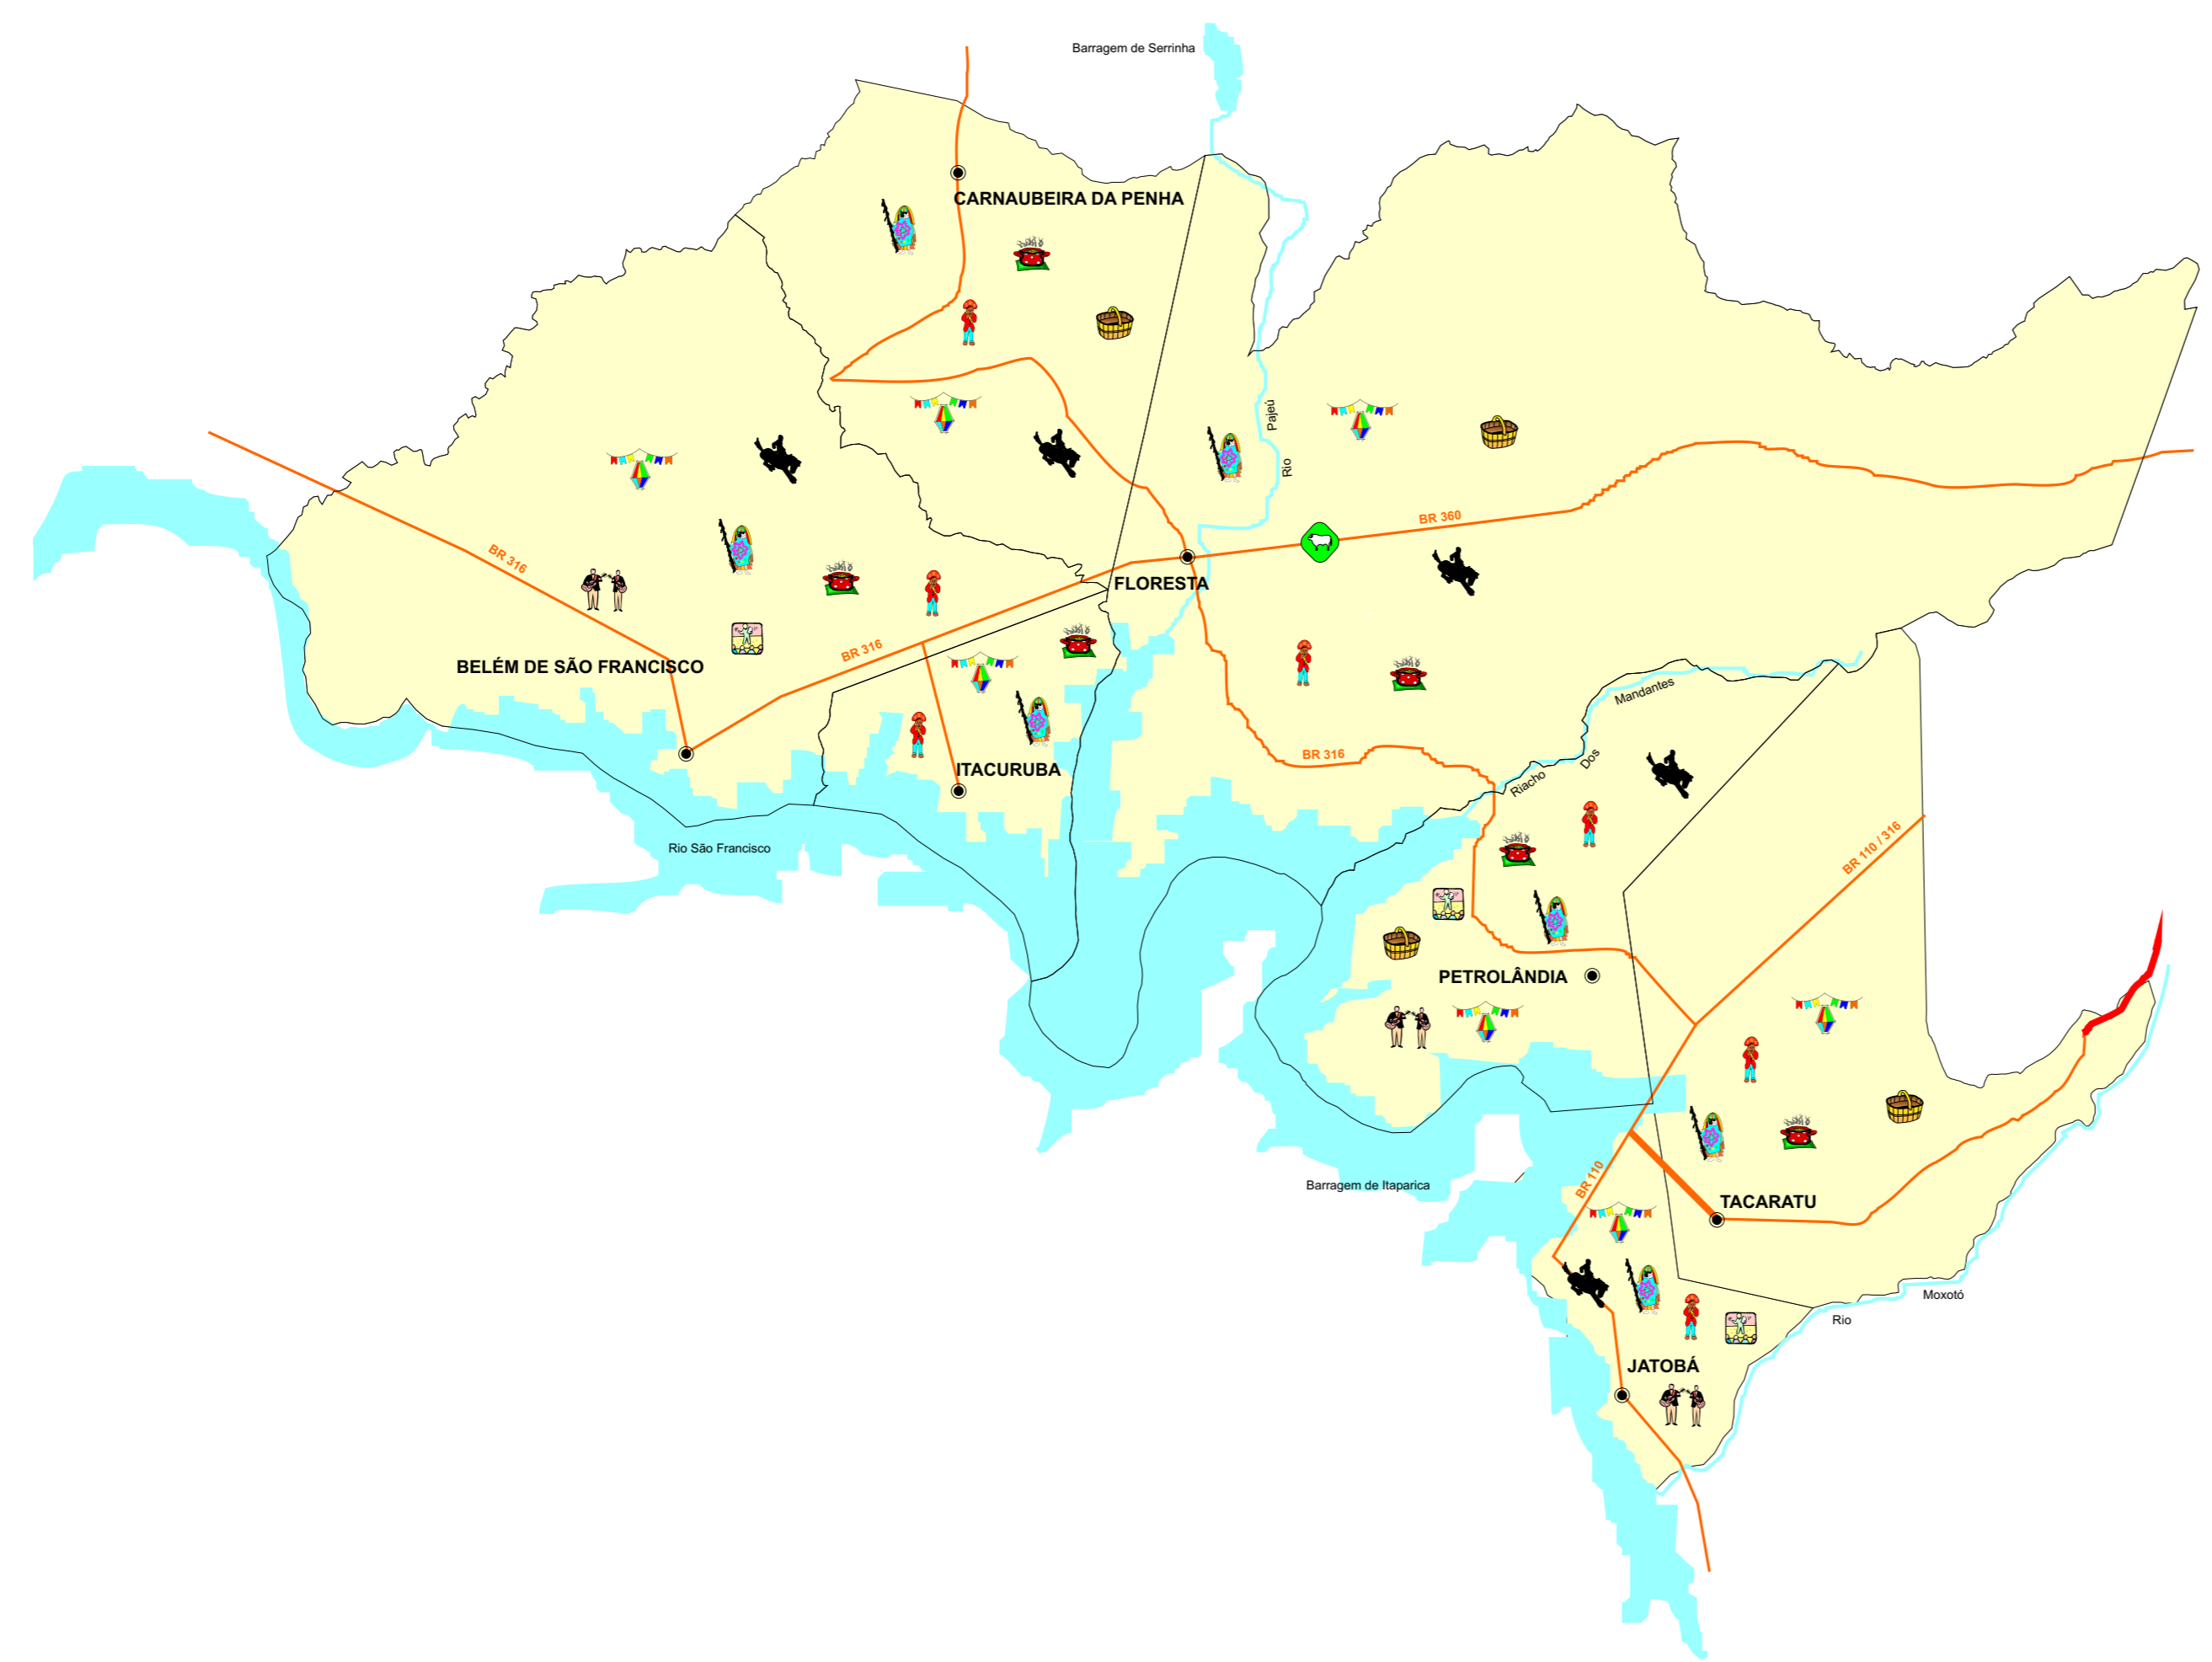 Barragem de Serrinha
CARNAUBEIRA DA PENHA
Rio Pajeú
BR 360
BR 316
FLORESTA
BR 316
BELÉM DE SÃO FRANCISCO
Riacho Dos Mandantes
BR 316
ITACURUBA
Rio São Francisco
BR 110 / 316
PETROLÂNDIA
BR 110
Barragem de Itaparica
TACARATU
Rio Moxotó
JATOBÁ